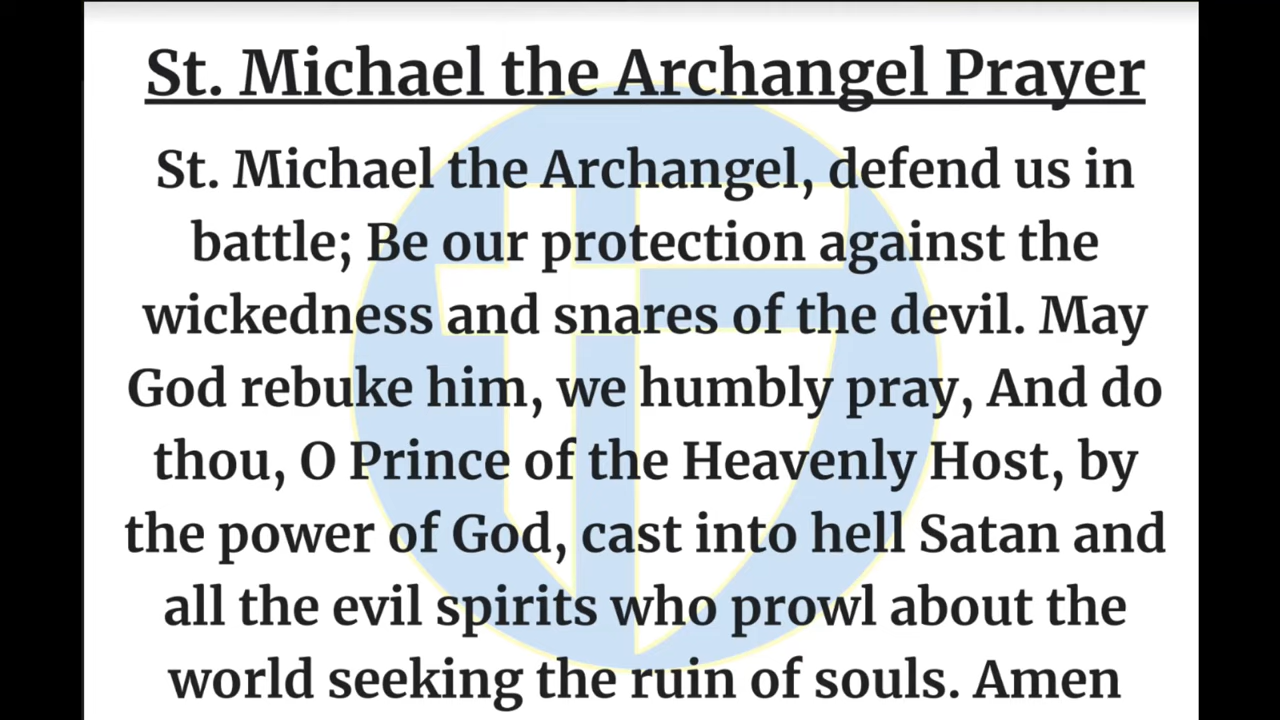 St. Michael the Archangel Prayer
St. Michael the Archangel, defend us in
battle; Be our protection against the
wickedness and snares of the devil. May
God rebuke him, we humbly pray, And do
thou, O Prince of the Heavenly Host, by
the power of God, cast into hell Satan and
all the evil spirits who prowl about the
world seeking the ruin of souls. Amen